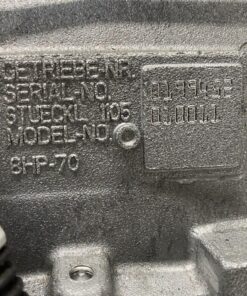 GETRIEBE-NR.
SERIAL-NO.
STUECKL. 1105
MODEL-NO.
8HP-70